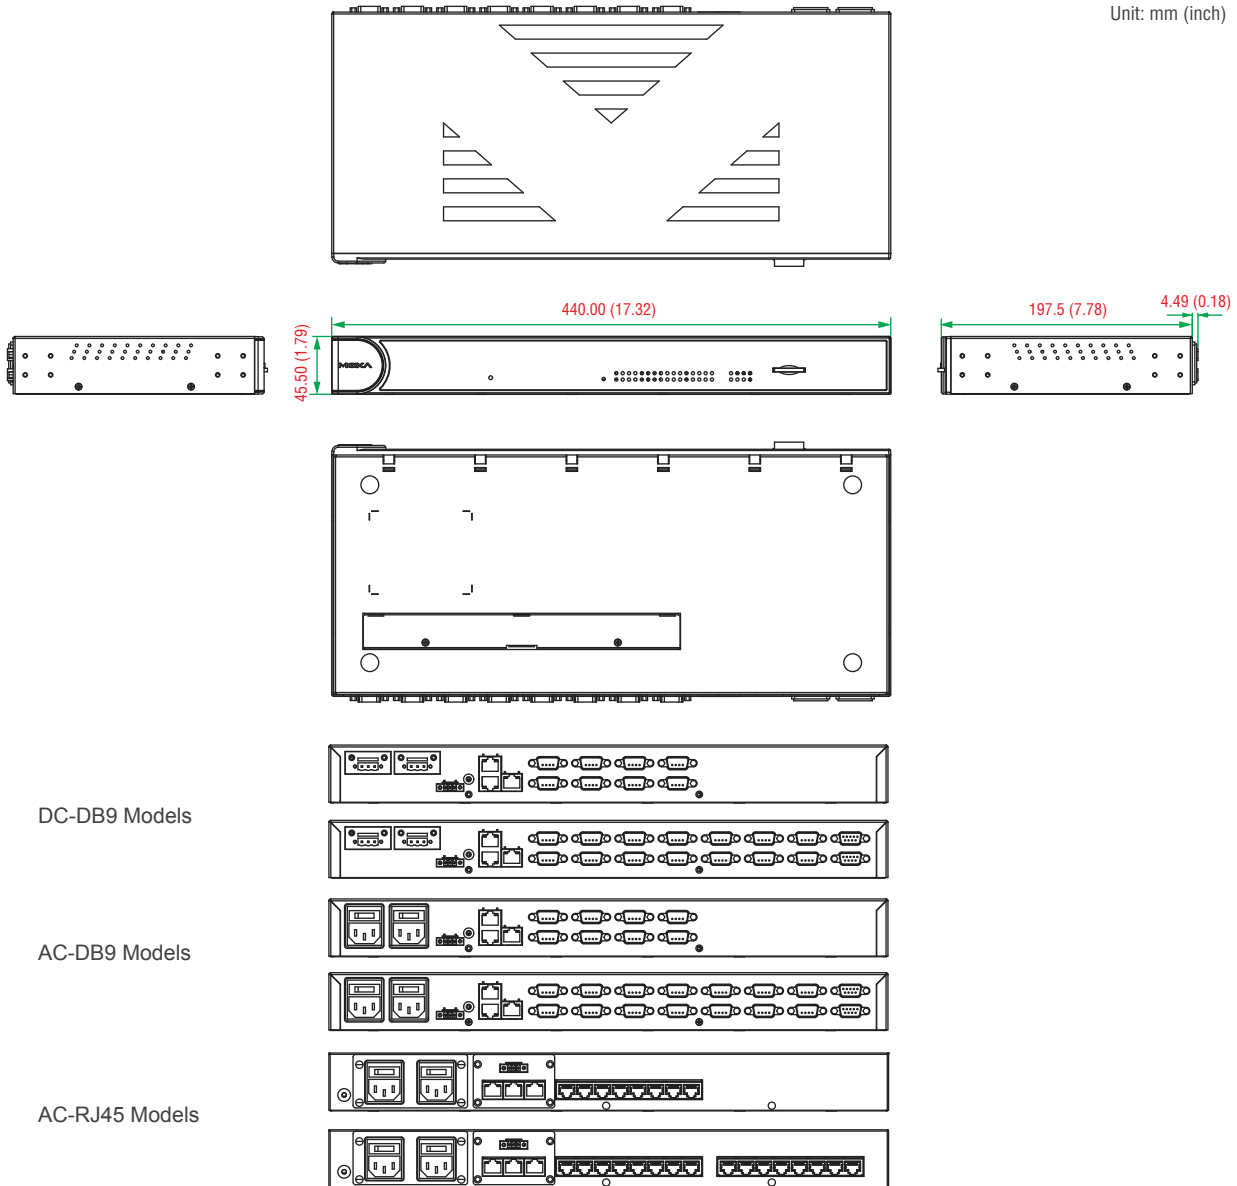 Unit: mm (inch)
440.00 (17.32)
197.5 (7.78)
4.49 (0.18)
45.50 (1.79)
MOXA
DC-DB9 Models
AC-DB9 Models
AC-RJ45 Models